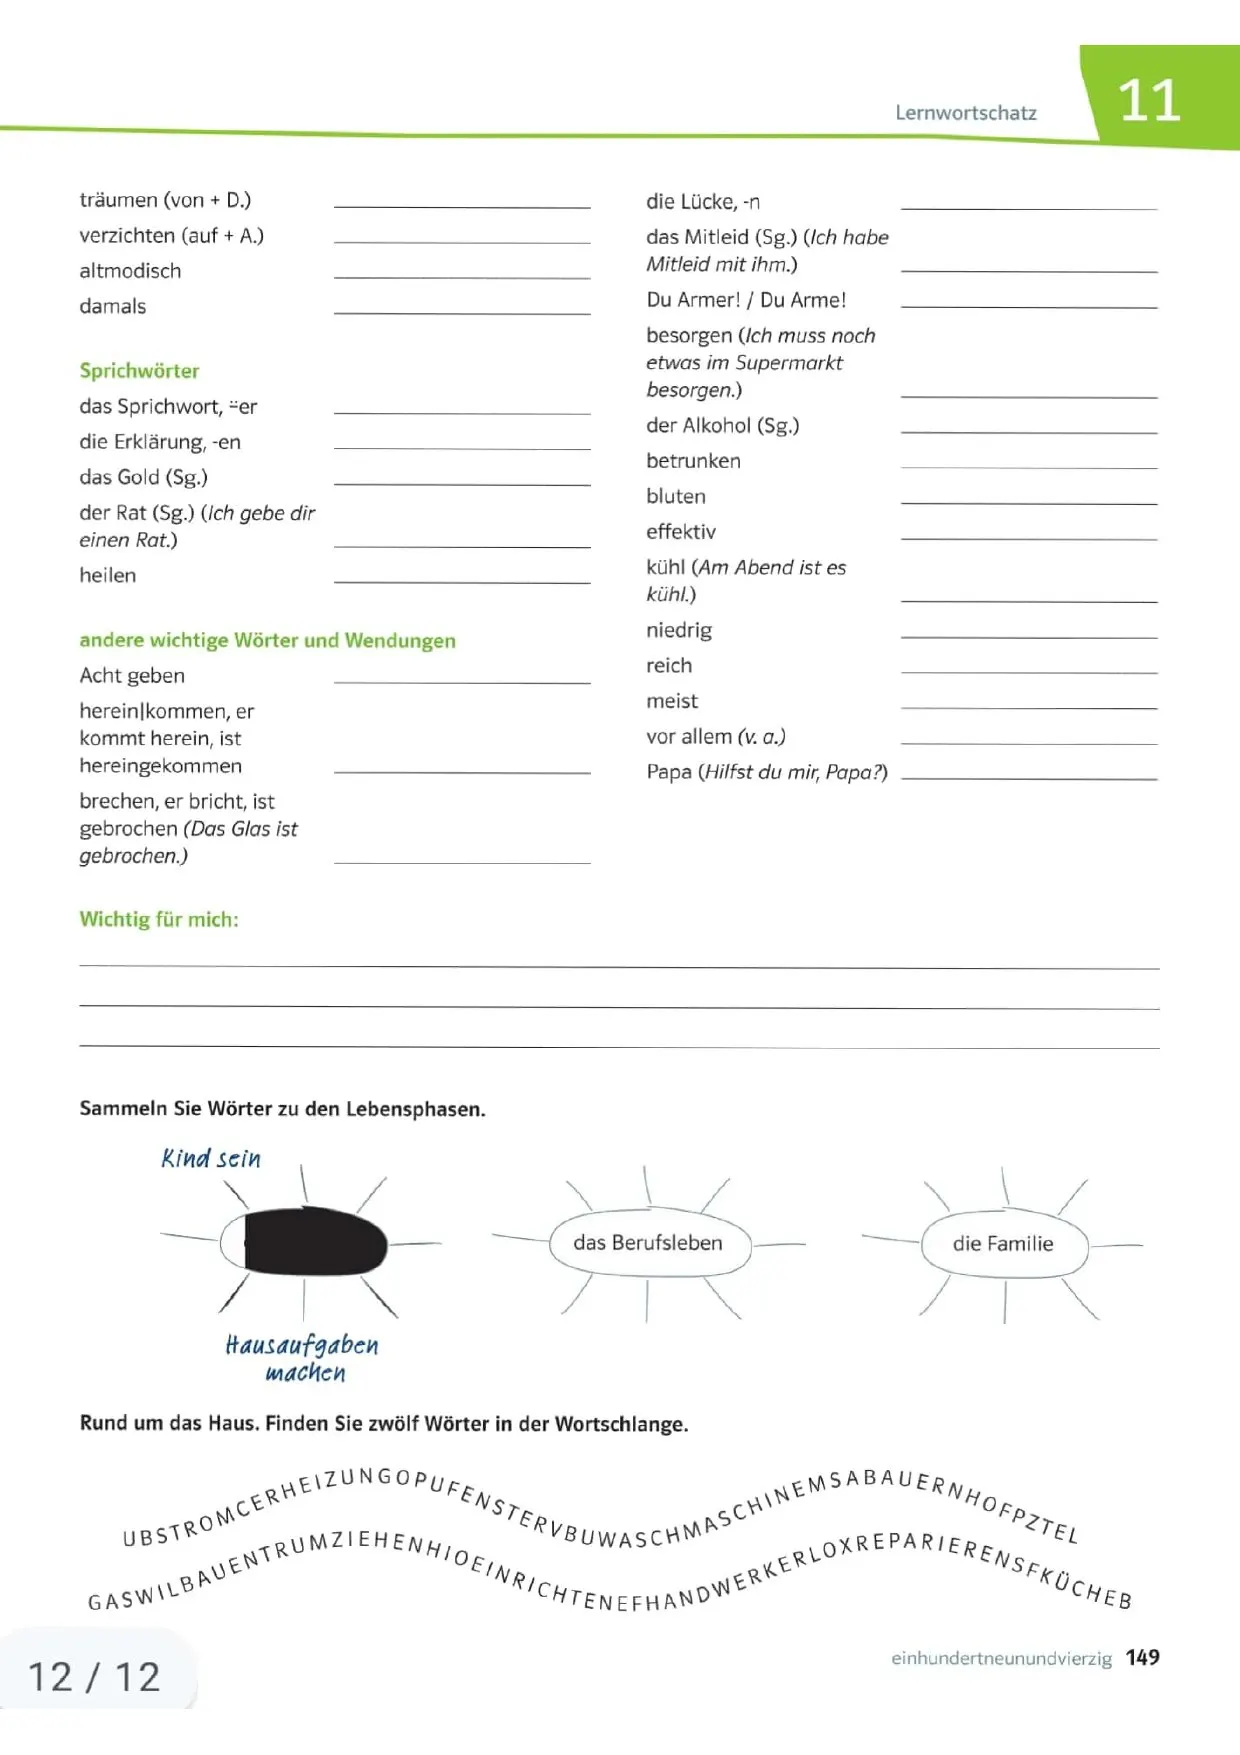 Lernwortschatz
11
träumen (von + D.)
verzichten (auf + A.)
altmodisch
damals
Sprichwörter
das Sprichwort, ⸚er
die Erklärung, -en
das Gold (Sg.)
der Rat (Sg.) (Ich gebe dir
einen Rat.)
heilen
andere wichtige Wörter und Wendungen
Acht geben
herein|kommen, er
kommt herein, ist
hereingekommen
brechen, er bricht, ist
gebrochen (Das Glas ist
gebrochen.)
die Lücke, -n
das Mitleid (Sg.) (Ich habe
Mitleid mit ihm.)
Du Armer! / Du Arme!
besorgen (Ich muss noch
etwas im Supermarkt
besorgen.)
der Alkohol (Sg.)
betrunken
bluten
effektiv
kühl (Am Abend ist es
kühl.)
niedrig
reich
meist
vor allem (v. a.)
Papa (Hilfst du mir, Papa?)
Wichtig für mich:
Sammeln Sie Wörter zu den Lebensphasen.
Kind sein
das Berufsleben
die Familie
Hausaufgaben
machen
Rund um das Haus. Finden Sie zwölf Wörter in der Wortschlange.
UBSTROMCERHEIZUNGOPUFENSTERVBUWASCHMASCHINEMSABAUERNHOFPZTEL
GASWILBAUENTRUMZIEHENHIOEINRICHTENEFHANDWERKERLOXREPARIERENSFKÜCHEB
einhundertneunundvierzig 149
12 / 12